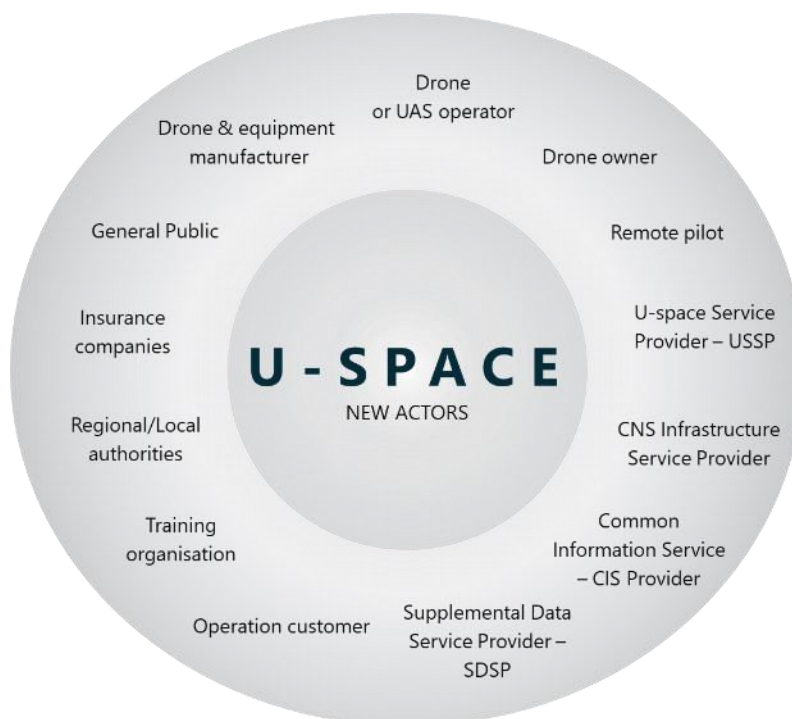 Drone
or UAS operator
Drone & equipment
manufacturer
Drone owner
General Public
Remote pilot
Insurance
companies
U-space Service
Provider – USSP
U - S P A C E
NEW ACTORS
Regional/Local
authorities
CNS Infrastructure
Service Provider
Training
organisation
Common
Information Service
– CIS Provider
Operation customer
Supplemental Data
Service Provider –
SDSP